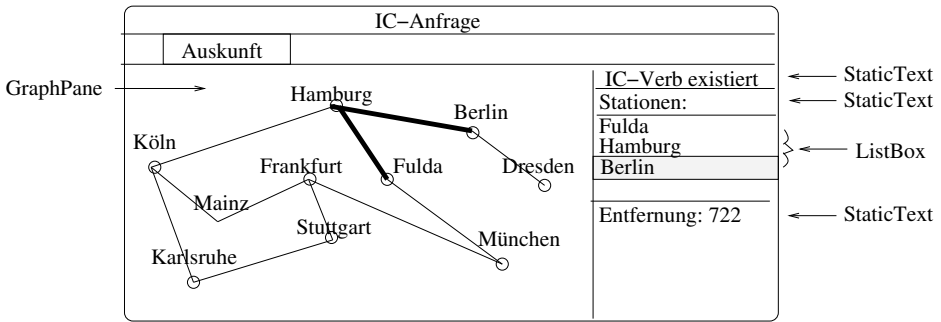 IC−Anfrage
Auskunft
GraphPane
Hamburg
Berlin
Köln
Frankfurt
Fulda
Dresden
Mainz
Stuttgart
München
Karlsruhe
IC−Verb existiert
Stationen:
Fulda
Hamburg
Berlin
Entfernung: 722
StaticText
StaticText
ListBox
StaticText